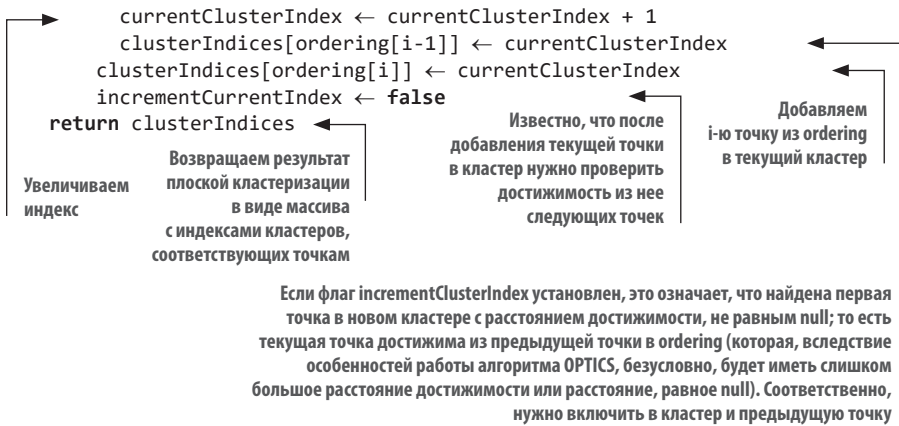 currentClusterIndex ← currentClusterIndex + 1
clusterIndices[ordering[i-1]] ← currentClusterIndex
clusterIndices[ordering[i]] ← currentClusterIndex
incrementCurrentIndex ← false
return clusterIndices
Увеличиваем
индекс
Возвращаем результат
плоской кластеризации
в виде массива
с индексами кластеров,
соответствующих точкам
Известно, что после
добавления текущей точки
в кластер нужно проверить
достижимость из нее
следующих точек
Добавляем
i-ю точку из ordering
в текущий кластер
Если флаг incrementClusterIndex установлен, это означает, что найдена первая
точка в новом кластере с расстоянием достижимости, не равным null; то есть
текущая точка достижима из предыдущей точки в ordering (которая, вследствие
особенностей работы алгоритма OPTICS, безусловно, будет иметь слишком
большое расстояние достижимости или расстояние, равное null). Соответственно,
нужно включить в кластер и предыдущую точку